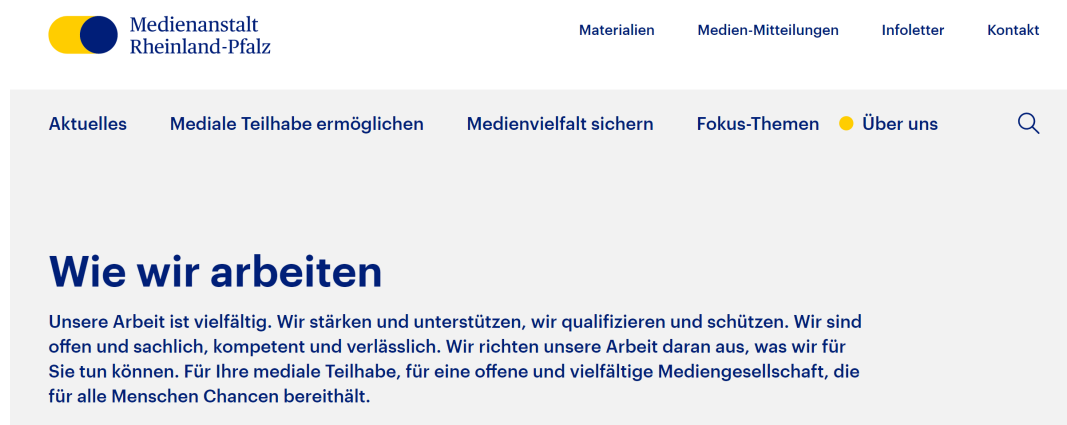 Medienanstalt
Rheinland-Pfalz
Materialien Medien-Mitteilungen Infoletter Kontakt
Aktuelles Mediale Teilhabe ermöglichen Medienvielfalt sichern Fokus-Themen Über uns
Wie wir arbeiten
Unsere Arbeit ist vielfältig. Wir stärken und unterstützen, wir qualifizieren und schützen. Wir sind
offen und sachlich, kompetent und verlässlich. Wir richten unsere Arbeit daran aus, was wir für
Sie tun können. Für Ihre mediale Teilhabe, für eine offene und vielfältige Mediengesellschaft, die
für alle Menschen Chancen bereithält.